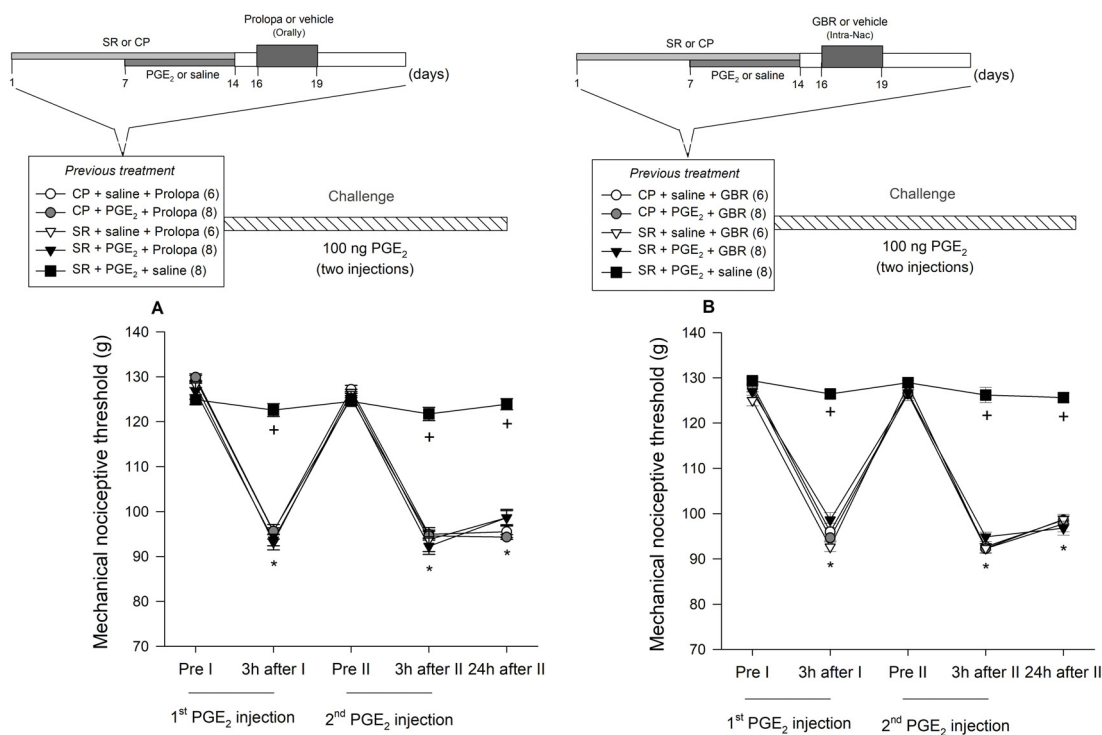 Prolopa or vehicle
(Orally)
SR or CP
PGE₂ or saline
1 7 14 16 19 (days)
Previous treatment
CP + saline + Prolopa (6)
CP + PGE₂ + Prolopa (8)
SR + saline + Prolopa (6)
SR + PGE₂ + Prolopa (8)
SR + PGE₂ + saline (8)
Challenge
100 ng PGE₂
(two injections)
GBR or vehicle
(Intra-Nac)
SR or CP
PGE₂ or saline
1 7 14 16 19 (days)
Previous treatment
CP + saline + GBR (6)
CP + PGE₂ + GBR (8)
SR + saline + GBR (6)
SR + PGE₂ + GBR (8)
SR + PGE₂ + saline (8)
Challenge
100 ng PGE₂
(two injections)
A
Mechanical nociceptive threshold (g)
140
130
120
110
100
90
80
70
+ + +
* * *
Pre I 3h after I Pre II 3h after II 24h after II
1st PGE₂ injection 2nd PGE₂ injection
B
Mechanical nociceptive threshold (g)
140
130
120
110
100
90
80
70
+ + +
* * *
Pre I 3h after I Pre II 3h after II 24h after II
1st PGE₂ injection 2nd PGE₂ injection